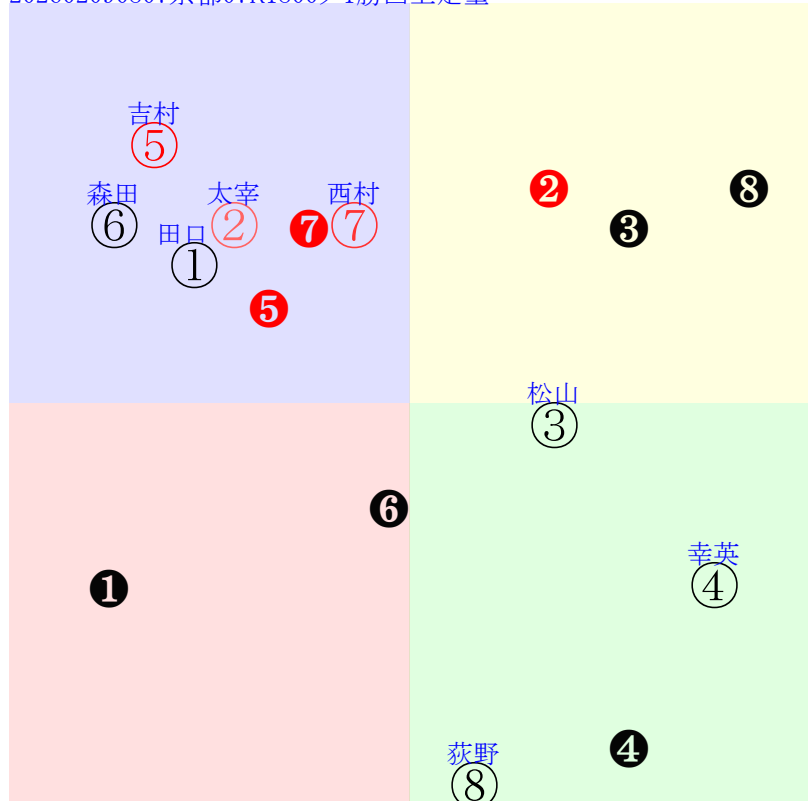 吉村
⑤
森田
太宰
西村
⑥
田口
②
❼
⑦
①
❺
❷
❽
❸
松山
③
❻
❶
幸英
④
荻野
⑧
❹